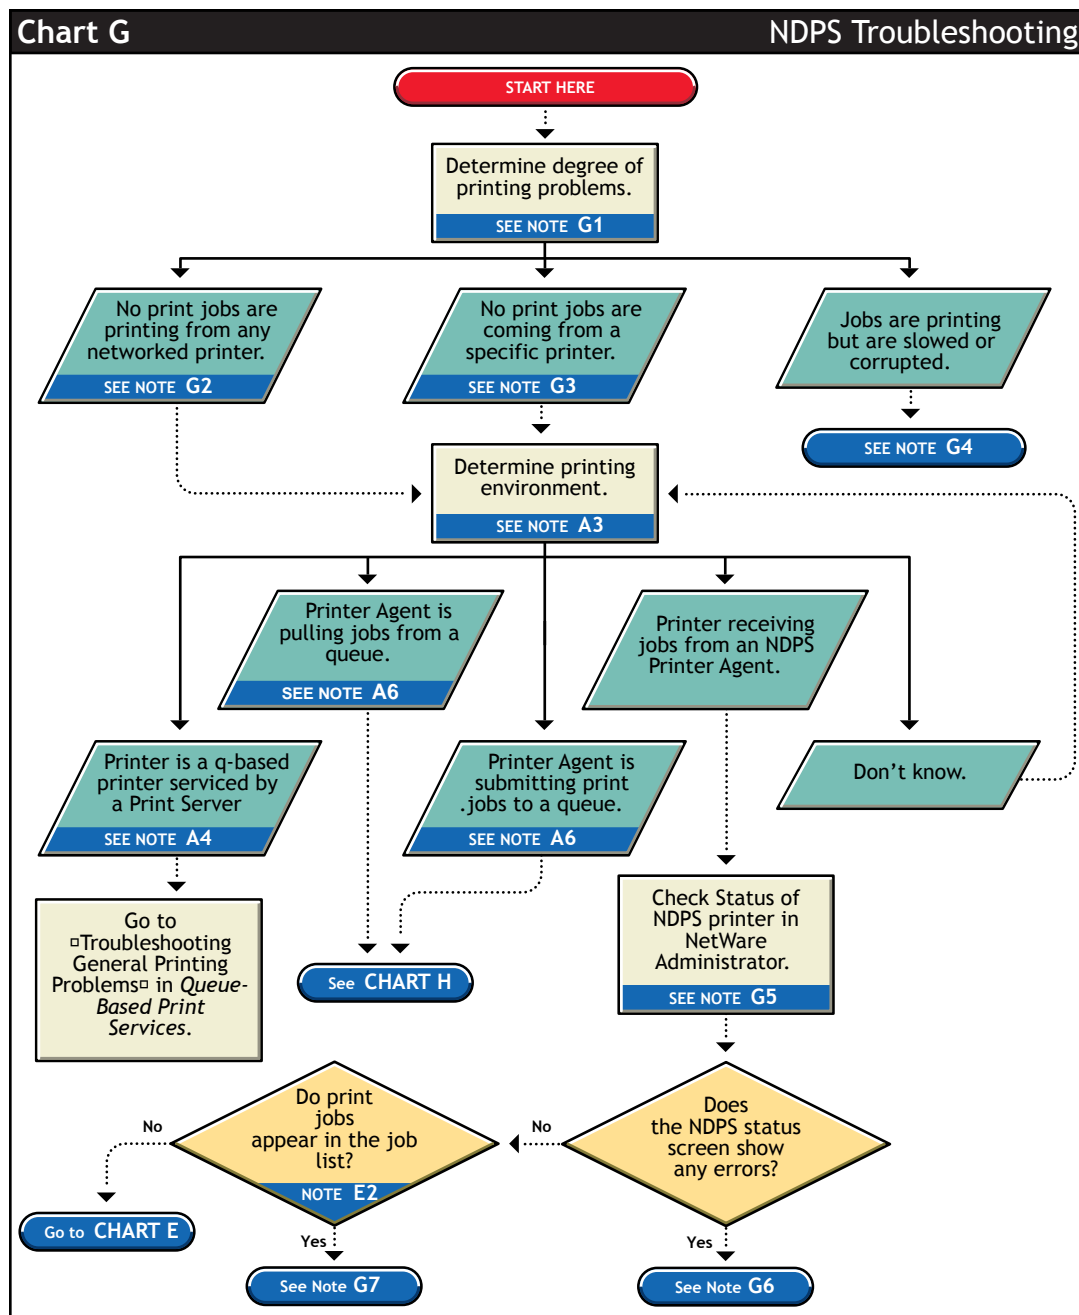 Chart G
NDPS Troubleshooting
START HERE
Determine degree of
printing problems.
SEE NOTE G1
No print jobs are
printing from any
networked printer.
SEE NOTE G2
No print jobs are
coming from a
specific printer.
SEE NOTE G3
Jobs are printing
but are slowed or
corrupted.
SEE NOTE G4
Determine printing
environment.
SEE NOTE A3
Printer Agent is
pulling jobs from a
queue.
SEE NOTE A6
Printer receiving
jobs from an NDPS
Printer Agent.
Printer is a q-based
printer serviced by
a Print Server
SEE NOTE A4
Printer Agent is
submitting print
.jobs to a queue.
SEE NOTE A6
Don't know.
Go to
▫Troubleshooting
General Printing
Problems▫ in Queue-
Based Print
Services.
See CHART H
Check Status of
NDPS printer in
NetWare
Administrator.
SEE NOTE G5
Do print
jobs
appear in the job
list?
NOTE E2
No
Does
the NDPS status
screen show
any errors?
No
Go to CHART E
Yes
See Note G7
Yes
See Note G6